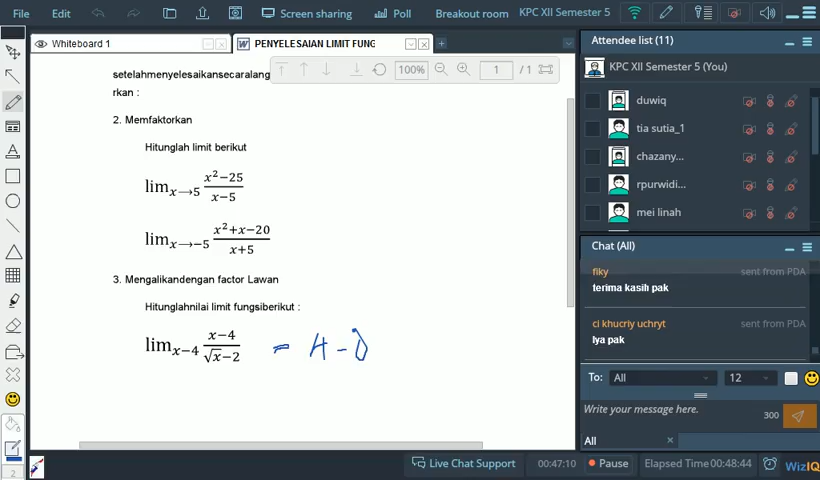 Home Edit Screen sharing Poll Breakout room KPC XII Semester 5
Whiteboard 1
PENYELESAIAN LIMIT FUNG
100% 1 / 1
setelahmenyelesaikansecaralang
rkan :
2. Memfaktorkan
Hitunglah limit berikut
lim x→5 x²−25 / x−5
lim x→−5 x²+x−20 / x+5
3. Mengalikandengan factor Lawan
Hitunglahnilai limit fungsiberikut :
lim x−4 x−4 / √x−2 =
Attendee list (11)
KPC XII Semester 5 (You)
duwiq
tia sutia_1
chazany...
rpurwidi...
mei linah
Chat (All)
fiky sent from PDA
terima kasih pak
ci khucriy uchryt sent from PDA
Iya pak
To: All 12
Write your message here. 300
All
Live Chat Support 00:47:10 Pause Elapsed Time 00:48:44 WizIQ
2